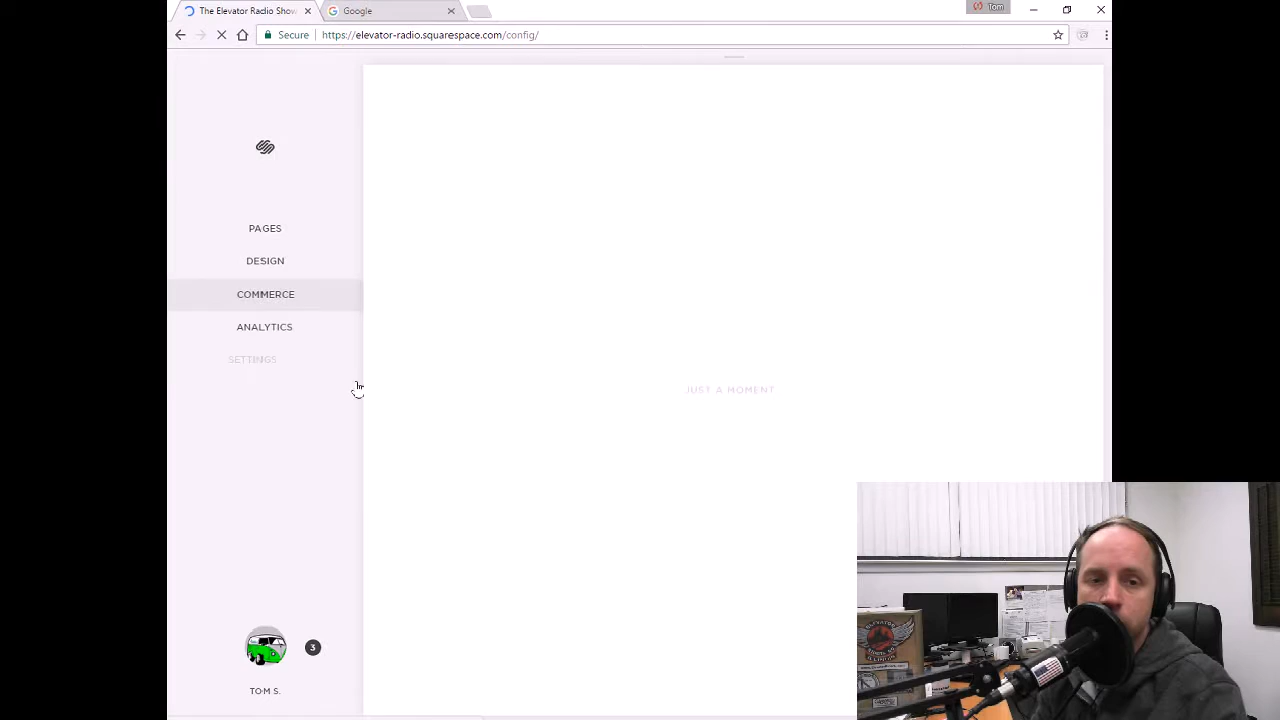 The Elevator Radio Show
Google
Tom
Secure
https://elevator-radio.squarespace.com/config/
PAGES
DESIGN
COMMERCE
ANALYTICS
SETTINGS
JUST A MOMENT
3
TOM S.
ELEVATOR